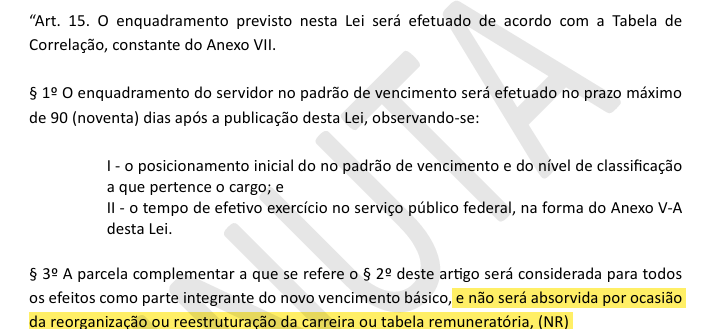 “Art. 15. O enquadramento previsto nesta Lei será efetuado de acordo com a Tabela de
Correlação, constante do Anexo VII.
§ 1º O enquadramento do servidor no padrão de vencimento será efetuado no prazo máximo
de 90 (noventa) dias após a publicação desta Lei, observando-se:
I - o posicionamento inicial do no padrão de vencimento e do nível de classificação
a que pertence o cargo; e
II - o tempo de efetivo exercício no serviço público federal, na forma do Anexo V-A
desta Lei.
§ 3º A parcela complementar a que se refere o § 2º deste artigo será considerada para todos
os efeitos como parte integrante do novo vencimento básico, e não será absorvida por ocasião
da reorganização ou reestruturação da carreira ou tabela remuneratória, (NR)
NUTA